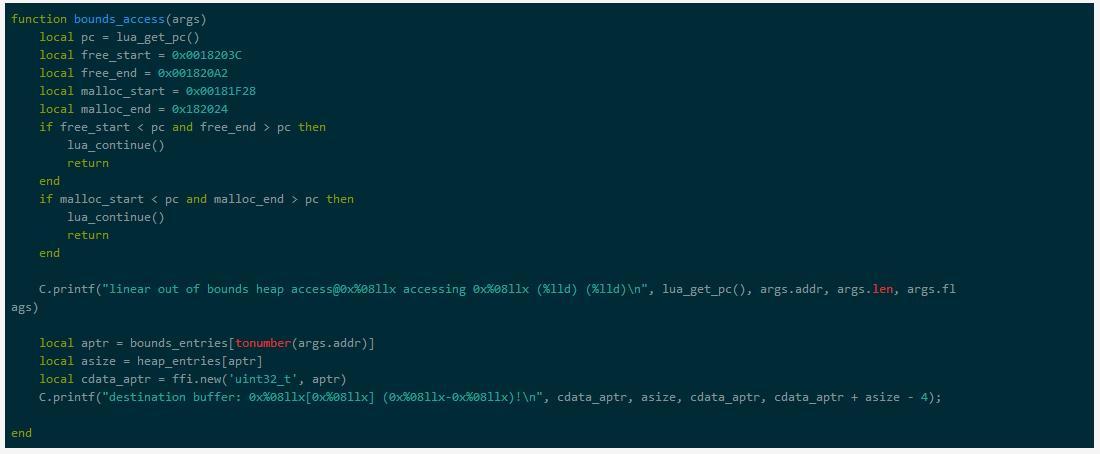 function bounds_access(args)
    local pc = lua_get_pc()
    local free_start = 0x0018203C
    local free_end = 0x001820A2
    local malloc_start = 0x00181F28
    local malloc_end = 0x182024
    if free_start < pc and free_end > pc then
        lua_continue()
        return
    end
    if malloc_start < pc and malloc_end > pc then
        lua_continue()
        return
    end

    C.printf("linear out of bounds heap access@0x%08llx accessing 0x%08llx (%lld) (%lld)\n", lua_get_pc(), args.addr, args.len, args.fl
ags)

    local aptr = bounds_entries[tonumber(args.addr)]
    local asize = heap_entries[aptr]
    local cdata_aptr = ffi.new('uint32_t', aptr)
    C.printf("destination buffer: 0x%08llx[0x%08llx] (0x%08llx-0x%08llx)!\n", cdata_aptr, asize, cdata_aptr, cdata_aptr + asize - 4);

end